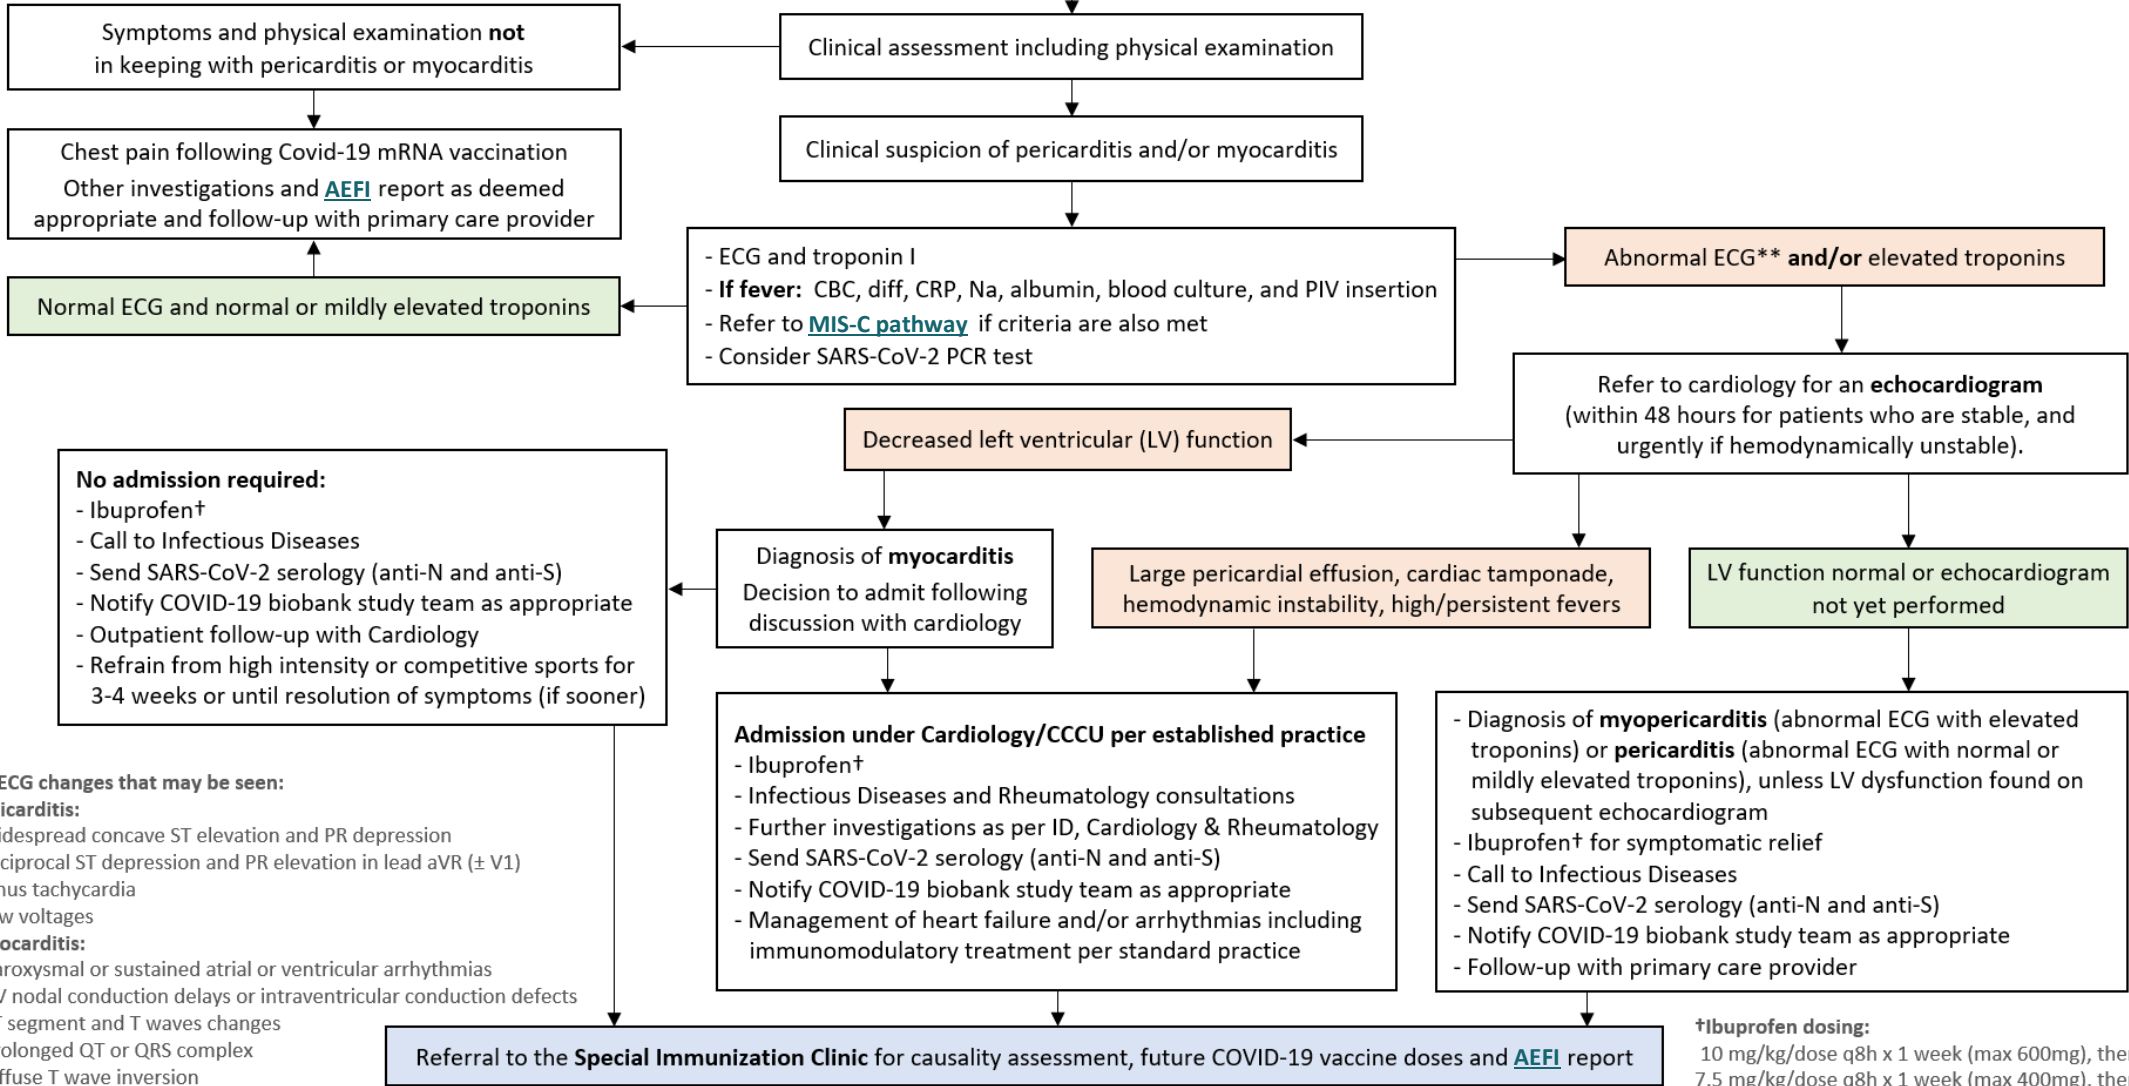 Symptoms and physical examination not
in keeping with pericarditis or myocarditis
Clinical assessment including physical examination
Chest pain following Covid-19 mRNA vaccination
Other investigations and AEFI report as deemed
appropriate and follow-up with primary care provider
Clinical suspicion of pericarditis and/or myocarditis
- ECG and troponin I
- If fever: CBC, diff, CRP, Na, albumin, blood culture, and PIV insertion
- Refer to MIS-C pathway if criteria are also met
- Consider SARS-CoV-2 PCR test
Abnormal ECG** and/or elevated troponins
Normal ECG and normal or mildly elevated troponins
Refer to cardiology for an echocardiogram
(within 48 hours for patients who are stable, and
urgently if hemodynamically unstable).
Decreased left ventricular (LV) function
No admission required:
- Ibuprofen†
- Call to Infectious Diseases
- Send SARS-CoV-2 serology (anti-N and anti-S)
- Notify COVID-19 biobank study team as appropriate
- Outpatient follow-up with Cardiology
- Refrain from high intensity or competitive sports for
3-4 weeks or until resolution of symptoms (if sooner)
Diagnosis of myocarditis
Decision to admit following
discussion with cardiology
Large pericardial effusion, cardiac tamponade,
hemodynamic instability, high/persistent fevers
LV function normal or echocardiogram
not yet performed
Admission under Cardiology/CCCU per established practice
- Ibuprofen†
- Infectious Diseases and Rheumatology consultations
- Further investigations as per ID, Cardiology & Rheumatology
- Send SARS-CoV-2 serology (anti-N and anti-S)
- Notify COVID-19 biobank study team as appropriate
- Management of heart failure and/or arrhythmias including
immunomodulatory treatment per standard practice
- Diagnosis of myopericarditis (abnormal ECG with elevated
troponins) or pericarditis (abnormal ECG with normal or
mildly elevated troponins), unless LV dysfunction found on
subsequent echocardiogram
- Ibuprofen† for symptomatic relief
- Call to Infectious Diseases
- Send SARS-CoV-2 serology (anti-N and anti-S)
- Notify COVID-19 biobank study team as appropriate
- Follow-up with primary care provider
ECG changes that may be seen:
icarditis:
idespread concave ST elevation and PR depression
ciprocal ST depression and PR elevation in lead aVR (± V1)
nus tachycardia
w voltages
ocarditis:
aroxysmal or sustained atrial or ventricular arrhythmias
V nodal conduction delays or intraventricular conduction defects
T segment and T waves changes
rolonged QT or QRS complex
ffuse T wave inversion
Referral to the Special Immunization Clinic for causality assessment, future COVID-19 vaccine doses and AEFI report
†Ibuprofen dosing:
10 mg/kg/dose q8h x 1 week (max 600mg), the
7.5 mg/kg/dose q8h x 1 week (max 400mg), the